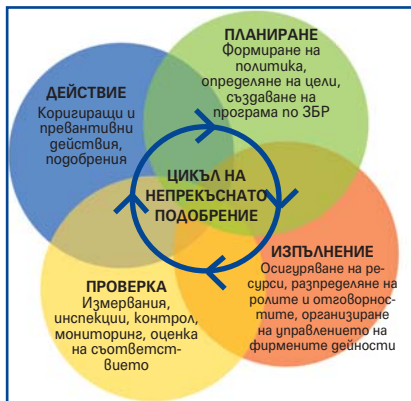 ПЛАНИРАНЕ
Формиране на
политика,
определяне на цели,
създаване на
програма по ЗБР
ДЕЙСТВИЕ
Коригиращи и
превантивни
действия,
подобрения
ЦИКЪЛ НА
НЕПРЕКЪСНАТО
ПОДОБРЕНИЕ
ИЗПЪЛНЕНИЕ
Осигуряване на ре-
сурси, разпределяне на
ролите и отговорнос-
тите, организиране
на управлението на
фирмените дейности
ПРОВЕРКА
Измервания,
инспекции, контрол,
мониторинг, оценка
на съответст-
вието